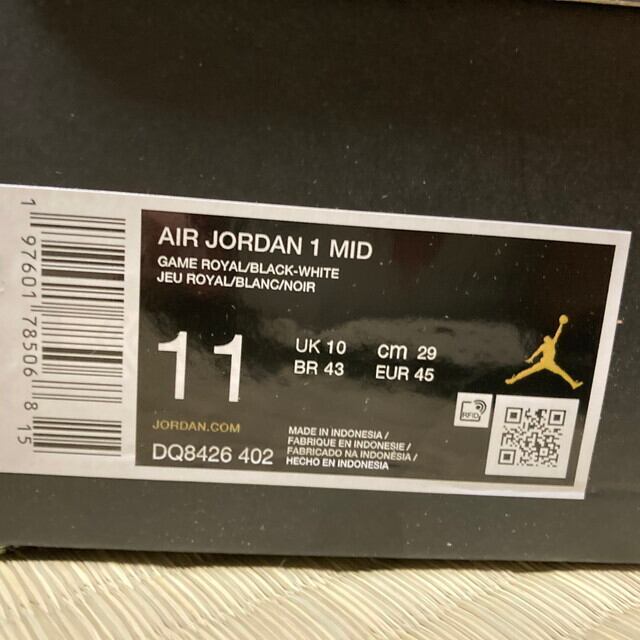 AIR JORDAN 1 MID
GAME ROYAL/BLACK-WHITE
JEU ROYAL/BLANC/NOIR
11
UK 10 cm 29
BR 43 EUR 45
JORDAN.COM
DQ8426 402
MADE IN INDONESIA/
FABRIQUE EN INDONESIE/
FABRICADO NA INDONÉSIA/
HECHO EN INDONESIA
RFID
1 97601 78506 8 15